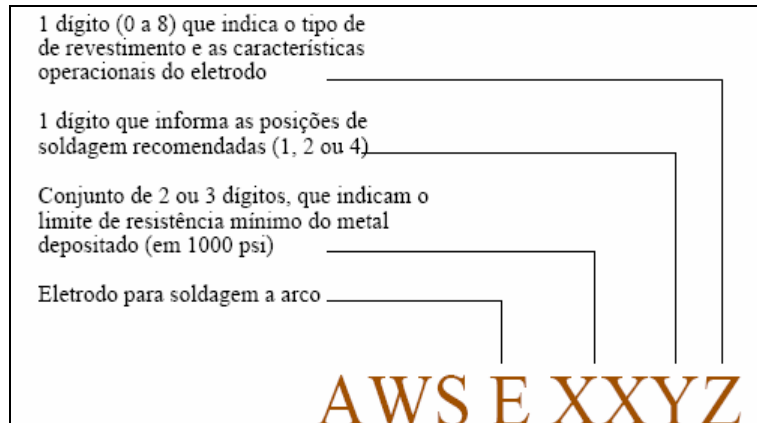 1 dígito (0 a 8) que indica o tipo de
de revestimento e as características
operacionais do eletrodo
1 dígito que informa as posições de
soldagem recomendadas (1, 2 ou 4)
Conjunto de 2 ou 3 dígitos, que indicam o
limite de resistência mínimo do metal
depositado (em 1000 psi)
Eletrodo para soldagem a arco
AWS E XXYZ